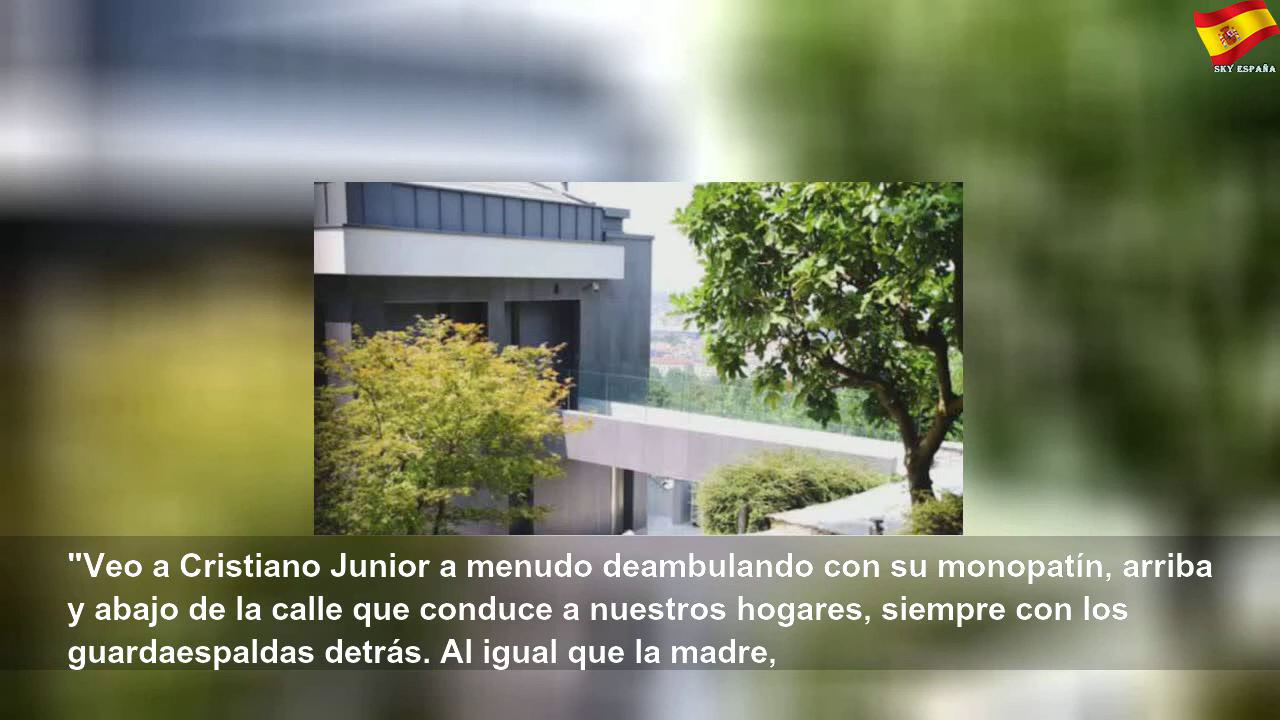 SKY ESPAÑA
"Veo a Cristiano Junior a menudo deambulando con su monopatín, arriba
y abajo de la calle que conduce a nuestros hogares, siempre con los
guardaespaldas detrás. Al igual que la madre,